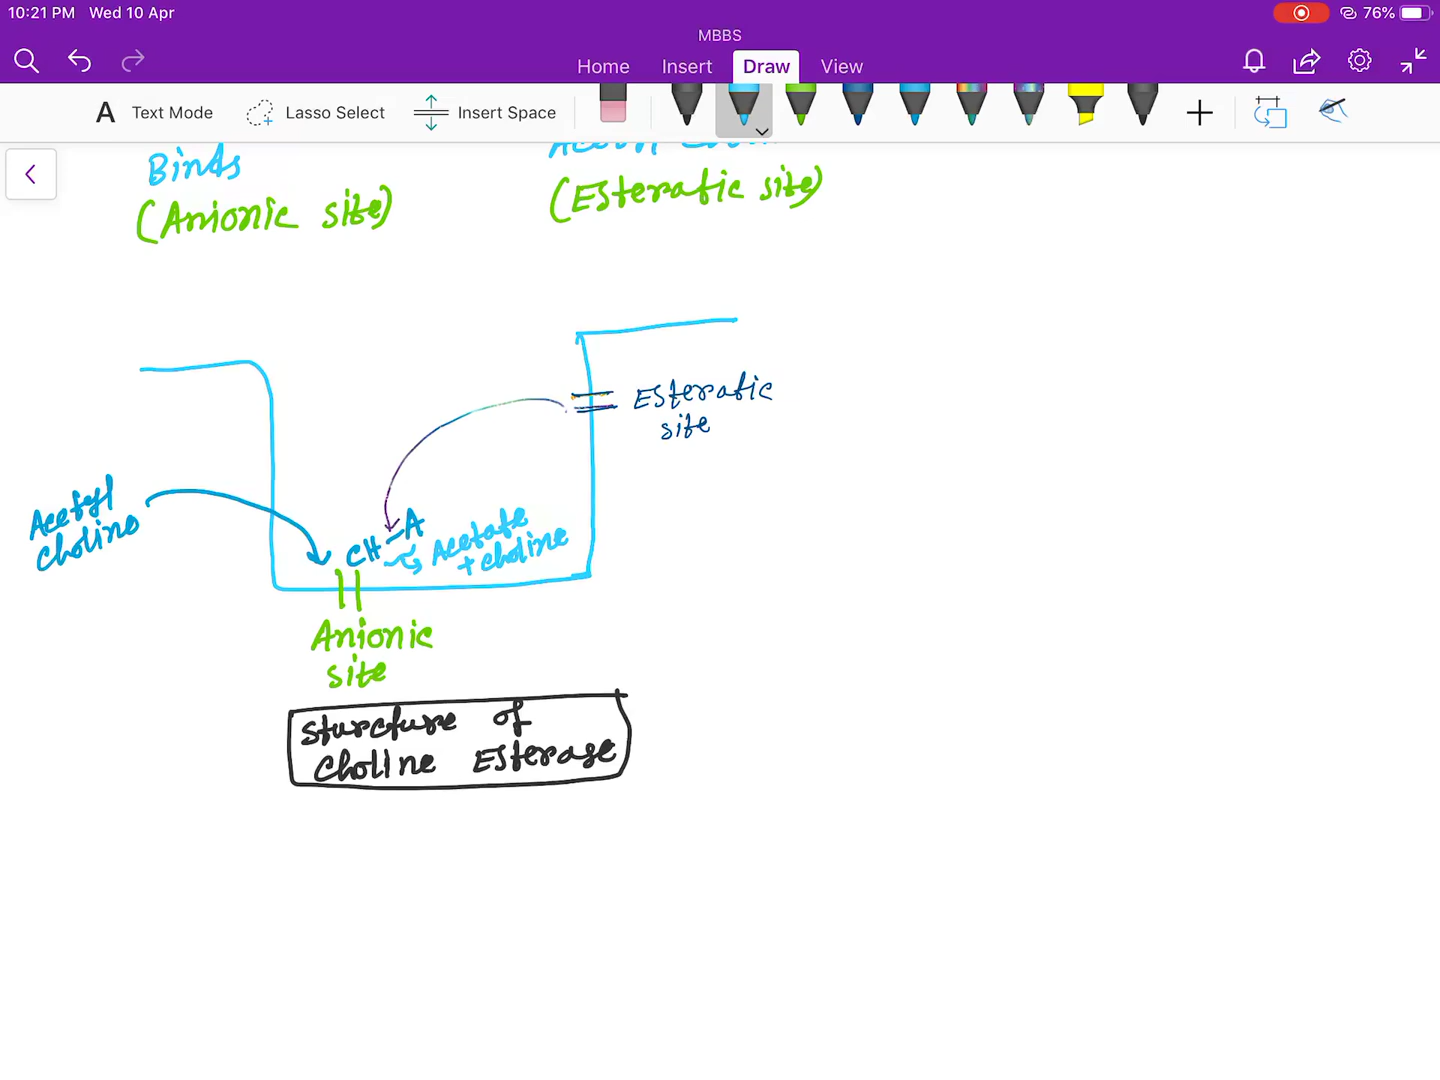 10:21 PM Wed 10 Apr
76%
MBBS
Home Insert Draw View
A Text Mode Lasso Select Insert Space
Binds
(Anionic site)
(Esteratic site)
Esteratic
site
Acetyl
choline
CH-A
Acetate
+ choline
Anionic
site
Sturcture of
Choline Esterase